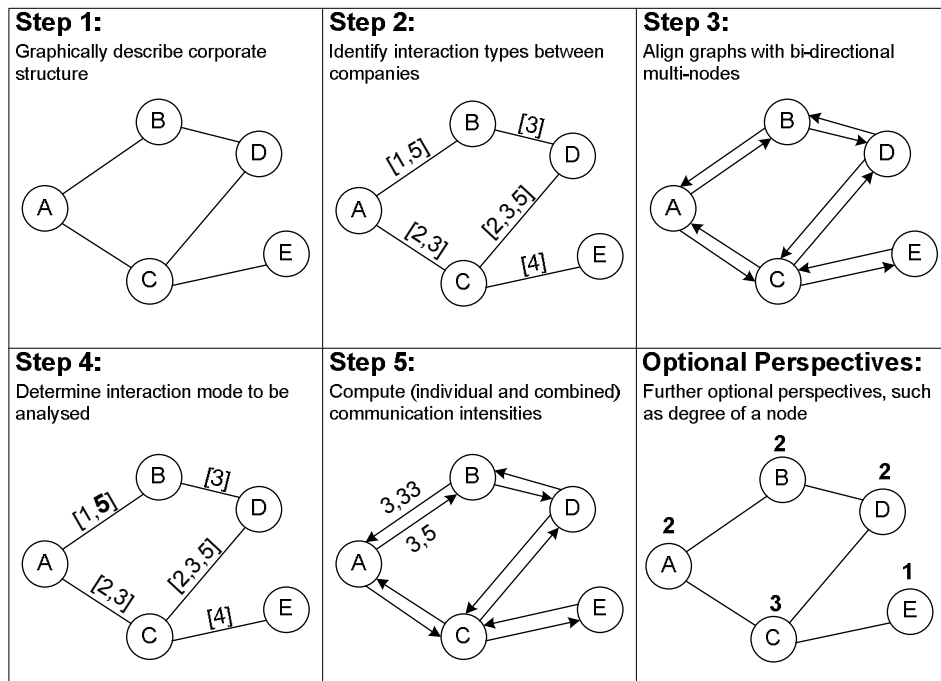 Step 1:
Graphically describe corporate
structure
B
D
A
E
C
Step 2:
Identify interaction types between
companies
B
[3]
D
[1,5]
A
[2,3]
[2,3,5]
E
C
[4]
Step 3:
Align graphs with bi-directional
multi-nodes
B
D
A
E
C
Step 4:
Determine interaction mode to be
analysed
B
[3]
D
[1,5]
A
[2,3]
[2,3,5]
E
C
[4]
Step 5:
Compute (individual and combined)
communication intensities
B
D
3,33
3,5
A
E
C
Optional Perspectives:
Further optional perspectives, such
as degree of a node
2
B
2
D
2
A
1
E
3
C